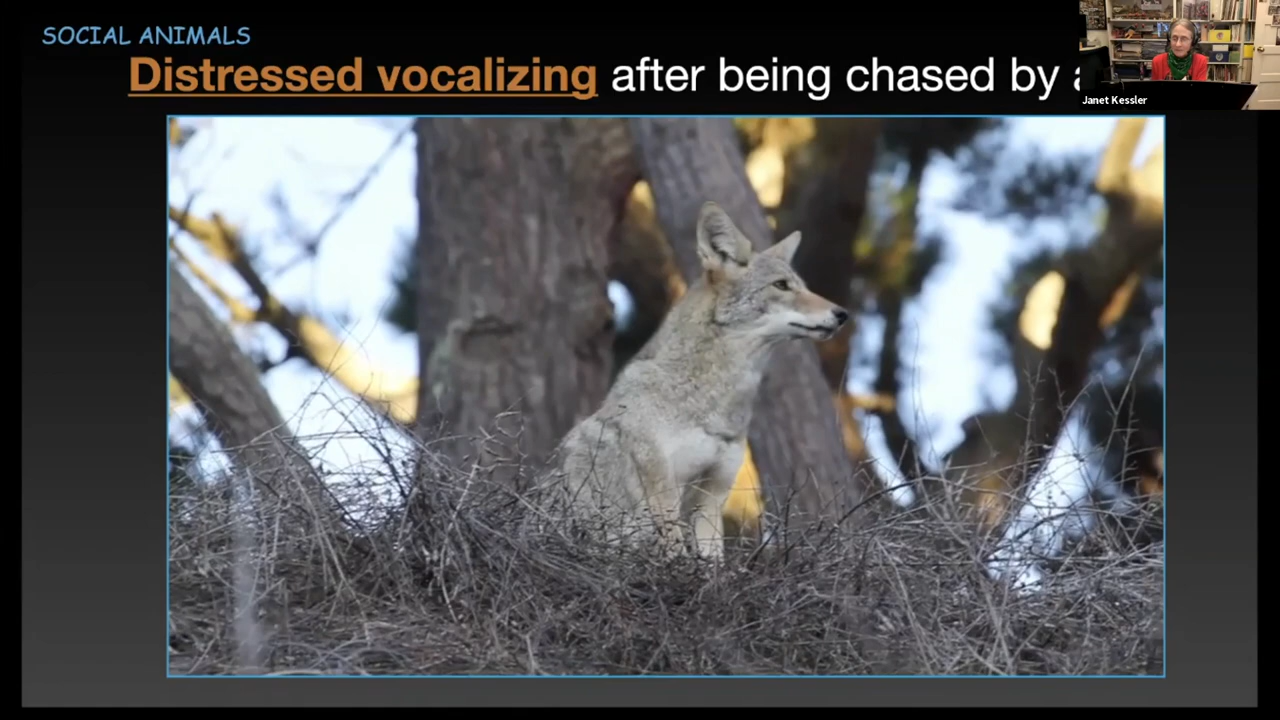 SOCIAL ANIMALS
Distressed vocalizing after being chased by
Janet Kessler